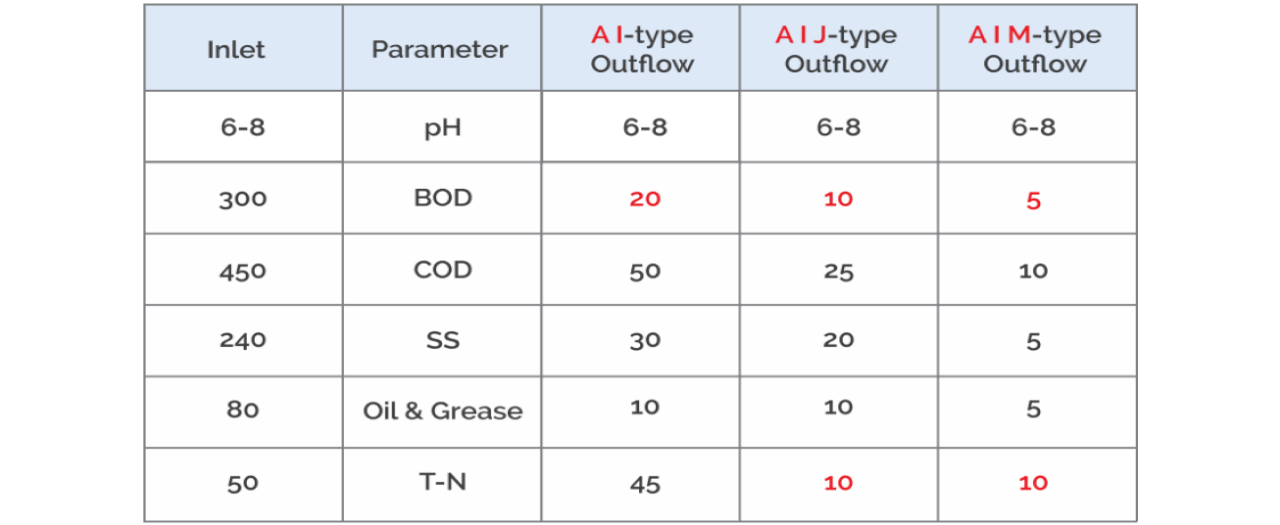 Inlet Parameter A I-type Outflow A I J-type Outflow A I M-type Outflow
6-8 pH 6-8 6-8 6-8
300 BOD 20 10 5
450 COD 50 25 10
240 SS 30 20 5
80 Oil & Grease 10 10 5
50 T-N 45 10 10